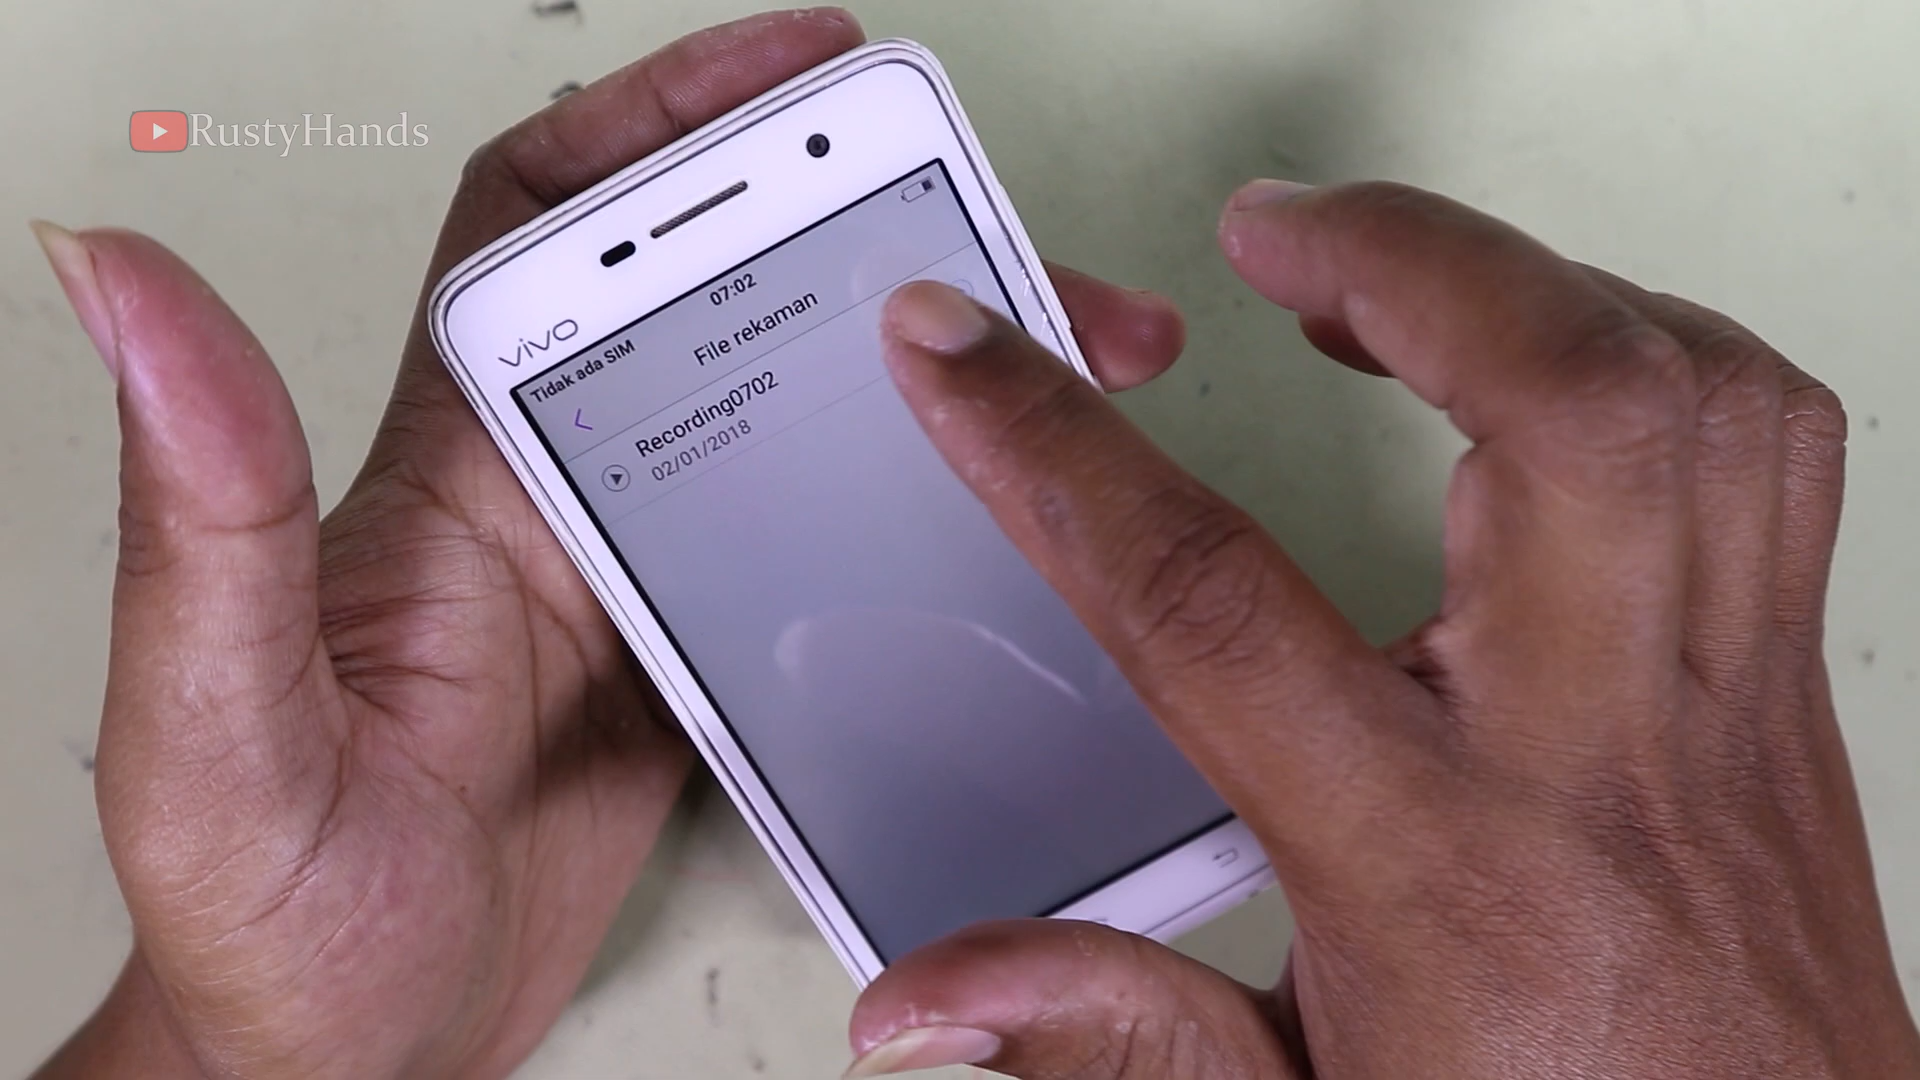 RustyHands
vivo
Tidak ada SIM
07:02
File rekaman
Recording0702
02/01/2018